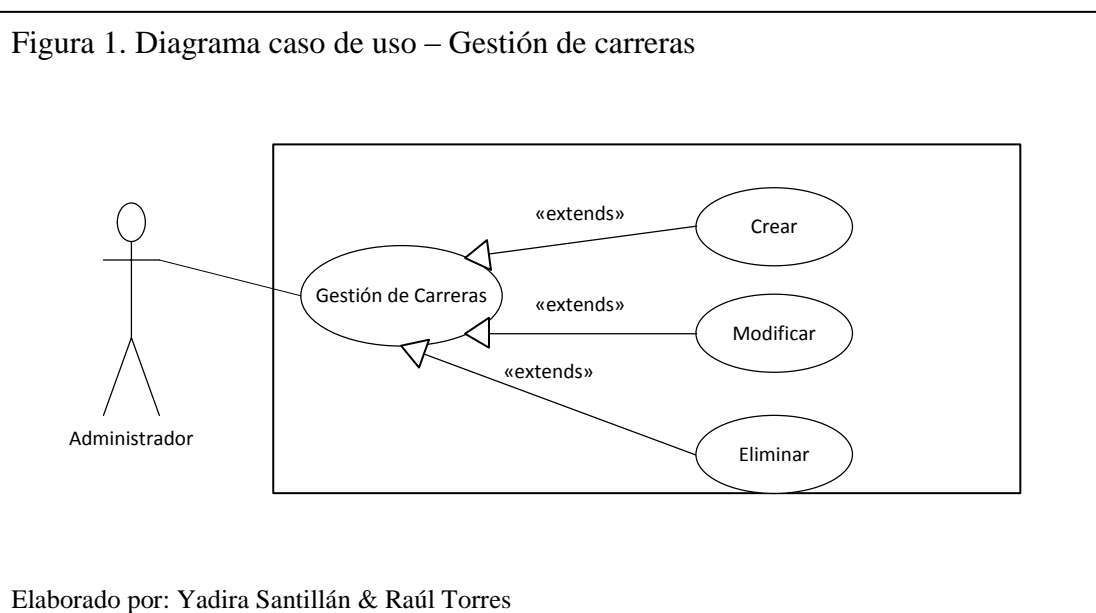 Figura 1. Diagrama caso de uso – Gestión de carreras
«extends»
Crear
Gestión de Carreras
«extends»
Modificar
«extends»
Eliminar
Administrador
Elaborado por: Yadira Santillán & Raúl Torres